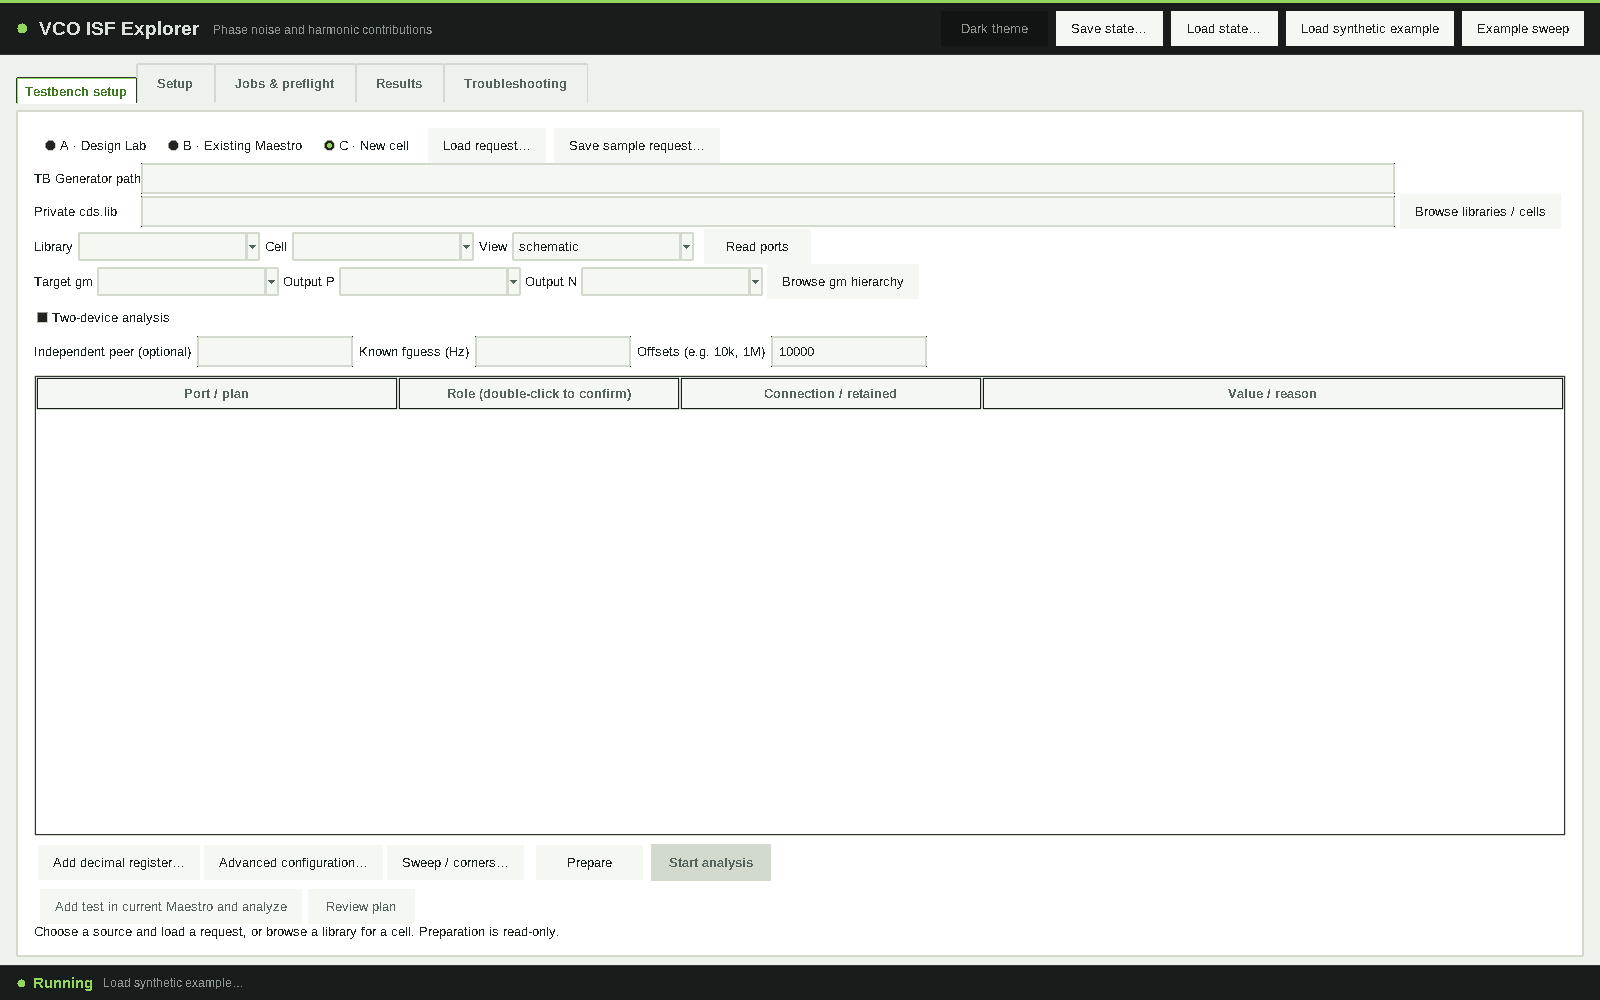 VCO ISF Explorer Phase noise and harmonic contributions Dark theme Save state... Load state... Load synthetic example Example sweep
Testbench setup Setup Jobs & preflight Results Troubleshooting
A · Design Lab B · Existing Maestro C · New cell Load request... Save sample request...
TB Generator path
Private cds.lib Browse libraries / cells
Library Cell View schematic Read ports
Target gm Output P Output N Browse gm hierarchy
Two-device analysis
Independent peer (optional) Known fguess (Hz) Offsets (e.g. 10k, 1M) 10000
Port / plan Role (double-click to confirm) Connection / retained Value / reason
Add decimal register... Advanced configuration... Sweep / corners... Prepare Start analysis
Add test in current Maestro and analyze Review plan
Choose a source and load a request, or browse a library for a cell. Preparation is read-only.
Running Load synthetic example...